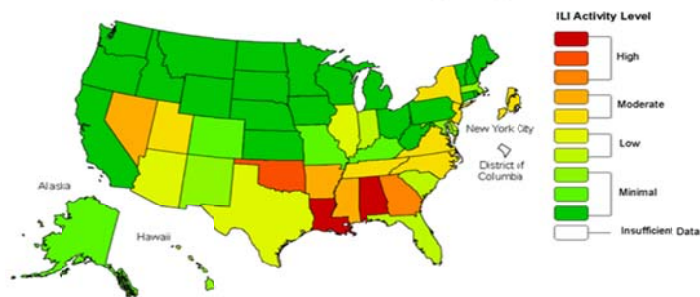 ILI Activity Level
High
Moderate
Low
Minimal
Insufficient Data
New York City
District of
Columbia
Alaska
Hawaii